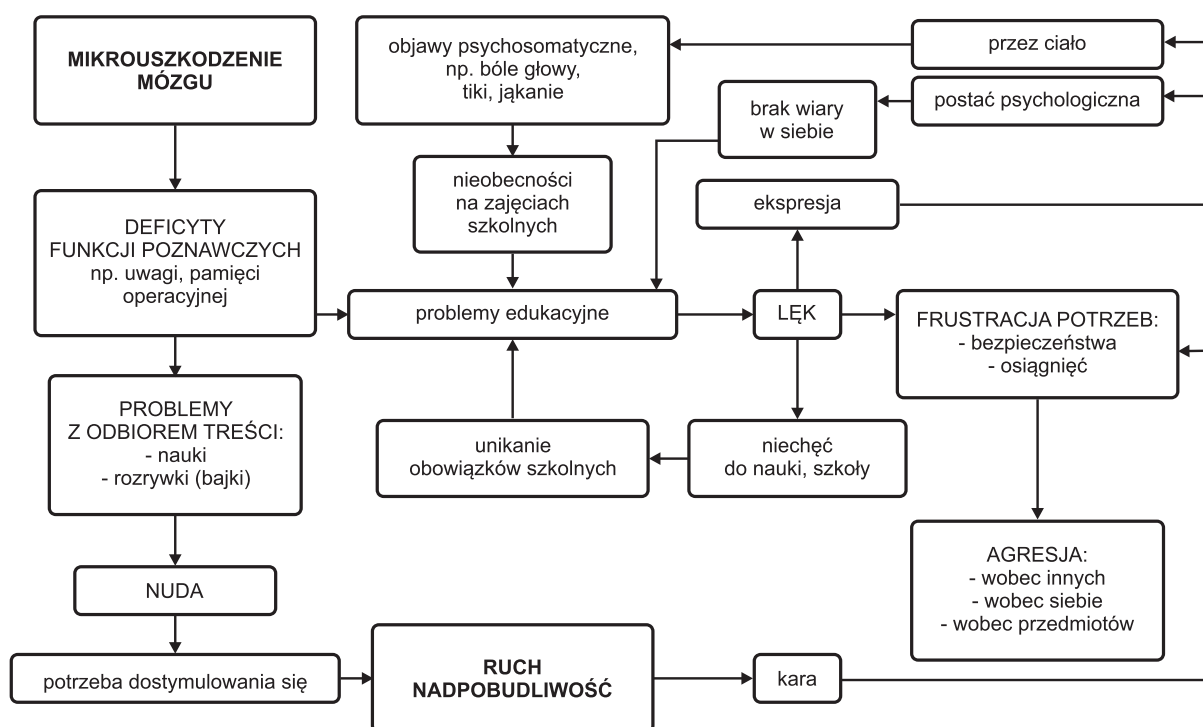 MIKROUSZKODZENIE
MÓZGU
objawy psychosomatyczne,
np. bóle głowy,
tiki, jąkanie
przez ciało
postać psychologiczna
brak wiary
w siebie
nieobecności
na zajęciach
szkolnych
ekspresja
DEFICYTY
FUNKCJI POZNAWCZYCH
np. uwagi, pamięci
operacyjnej
problemy edukacyjne
LĘK
FRUSTRACJA POTRZEB:
- bezpieczeństwa
- osiągnięć
PROBLEMY
Z ODBIOREM TREŚCI:
- nauki
- rozrywki (bajki)
unikanie
obowiązków szkolnych
niechęć
do nauki, szkoły
AGRESJA:
- wobec innych
- wobec siebie
- wobec przedmiotów
NUDA
potrzeba dostymulowania się
RUCH
NADPOBUDLIWOŚĆ
kara